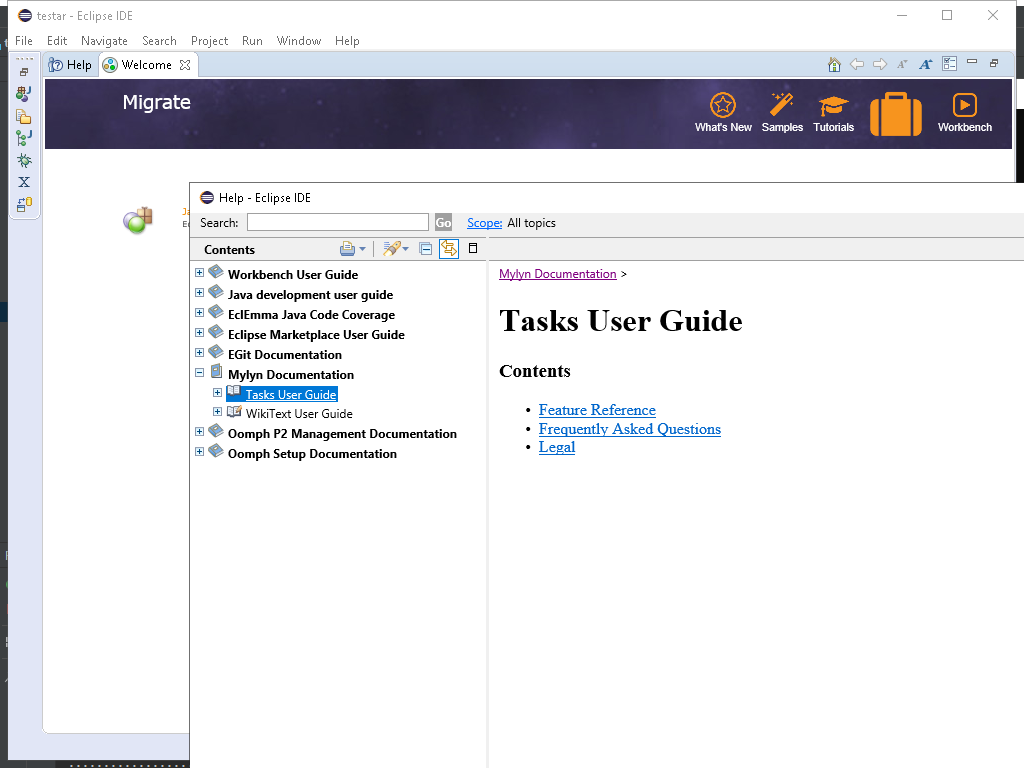 testar - Eclipse IDE
File Edit Navigate Search Project Run Window Help
Help Welcome
Migrate
What's New Samples Tutorials Workbench
Help - Eclipse IDE
Search: Go Scope: All topics
Contents
Workbench User Guide
Java development user guide
EclEmma Java Code Coverage
Eclipse Marketplace User Guide
EGit Documentation
Mylyn Documentation
Tasks User Guide
WikiText User Guide
Oomph P2 Management Documentation
Oomph Setup Documentation
Mylyn Documentation >
Tasks User Guide
Contents
• Feature Reference
• Frequently Asked Questions
• Legal